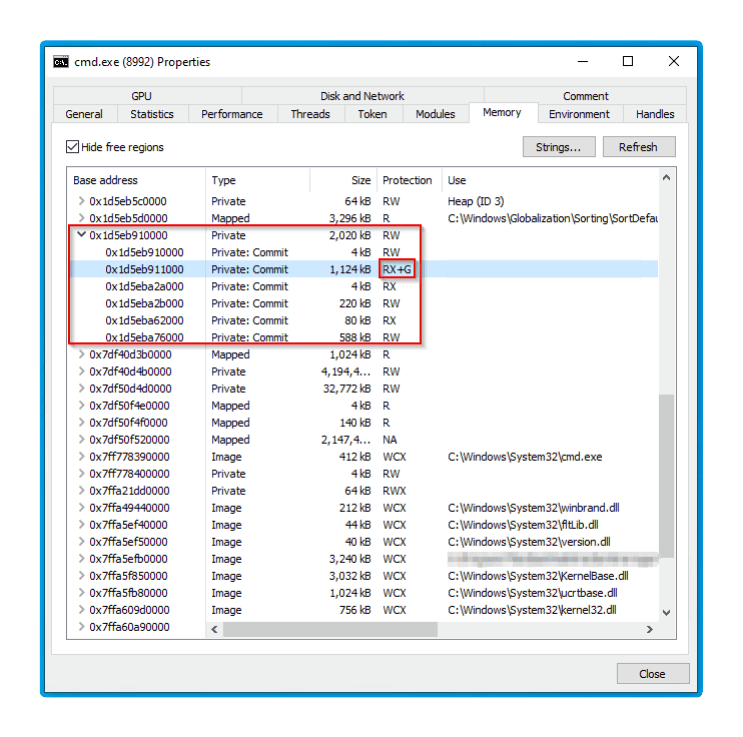 cmd.exe (8992) Properties
GPU Disk and Network Comment
General Statistics Performance Threads Token Modules Memory Environment Handles
Hide free regions Strings... Refresh
Base address Type Size Protection Use
0x1d5eb5c0000 Private 64 kB RW Heap (ID 3)
0x1d5eb5d0000 Mapped 3,296 kB R C:\Windows\Globalization\Sorting\SortDefau
0x1d5eb910000 Private 2,020 kB RW
0x1d5eb910000 Private: Commit 4 kB RW
0x1d5eb911000 Private: Commit 1,124 kB RX+G
0x1d5eba2a000 Private: Commit 4 kB RX
0x1d5eba2b000 Private: Commit 220 kB RW
0x1d5eba62000 Private: Commit 80 kB RX
0x1d5eba76000 Private: Commit 588 kB RW
0x7df40d3b0000 Mapped 1,024 kB R
0x7df40d4b0000 Private 4,194,4... RW
0x7df50d4d0000 Private 32,772 kB RW
0x7df50f4e0000 Mapped 4 kB R
0x7df50f4f0000 Mapped 140 kB R
0x7df50f520000 Mapped 2,147,4... NA
0x7ff778390000 Image 412 kB WCX C:\Windows\System32\cmd.exe
0x7ff778400000 Private 4 kB RW
0x7ffa21dd0000 Private 64 kB RWX
0x7ffa49440000 Image 212 kB WCX C:\Windows\System32\winbrand.dll
0x7ffa5ef40000 Image 44 kB WCX C:\Windows\System32\fltLib.dll
0x7ffa5ef50000 Image 40 kB WCX C:\Windows\System32\version.dll
0x7ffa5efb0000 Image 3,240 kB WCX
0x7ffa5f850000 Image 3,032 kB WCX C:\Windows\System32\KernelBase.dll
0x7ffa5fb80000 Image 1,024 kB WCX C:\Windows\System32\ucrtbase.dll
0x7ffa609d0000 Image 756 kB WCX C:\Windows\System32\kernel32.dll
0x7ffa60a90000
Close